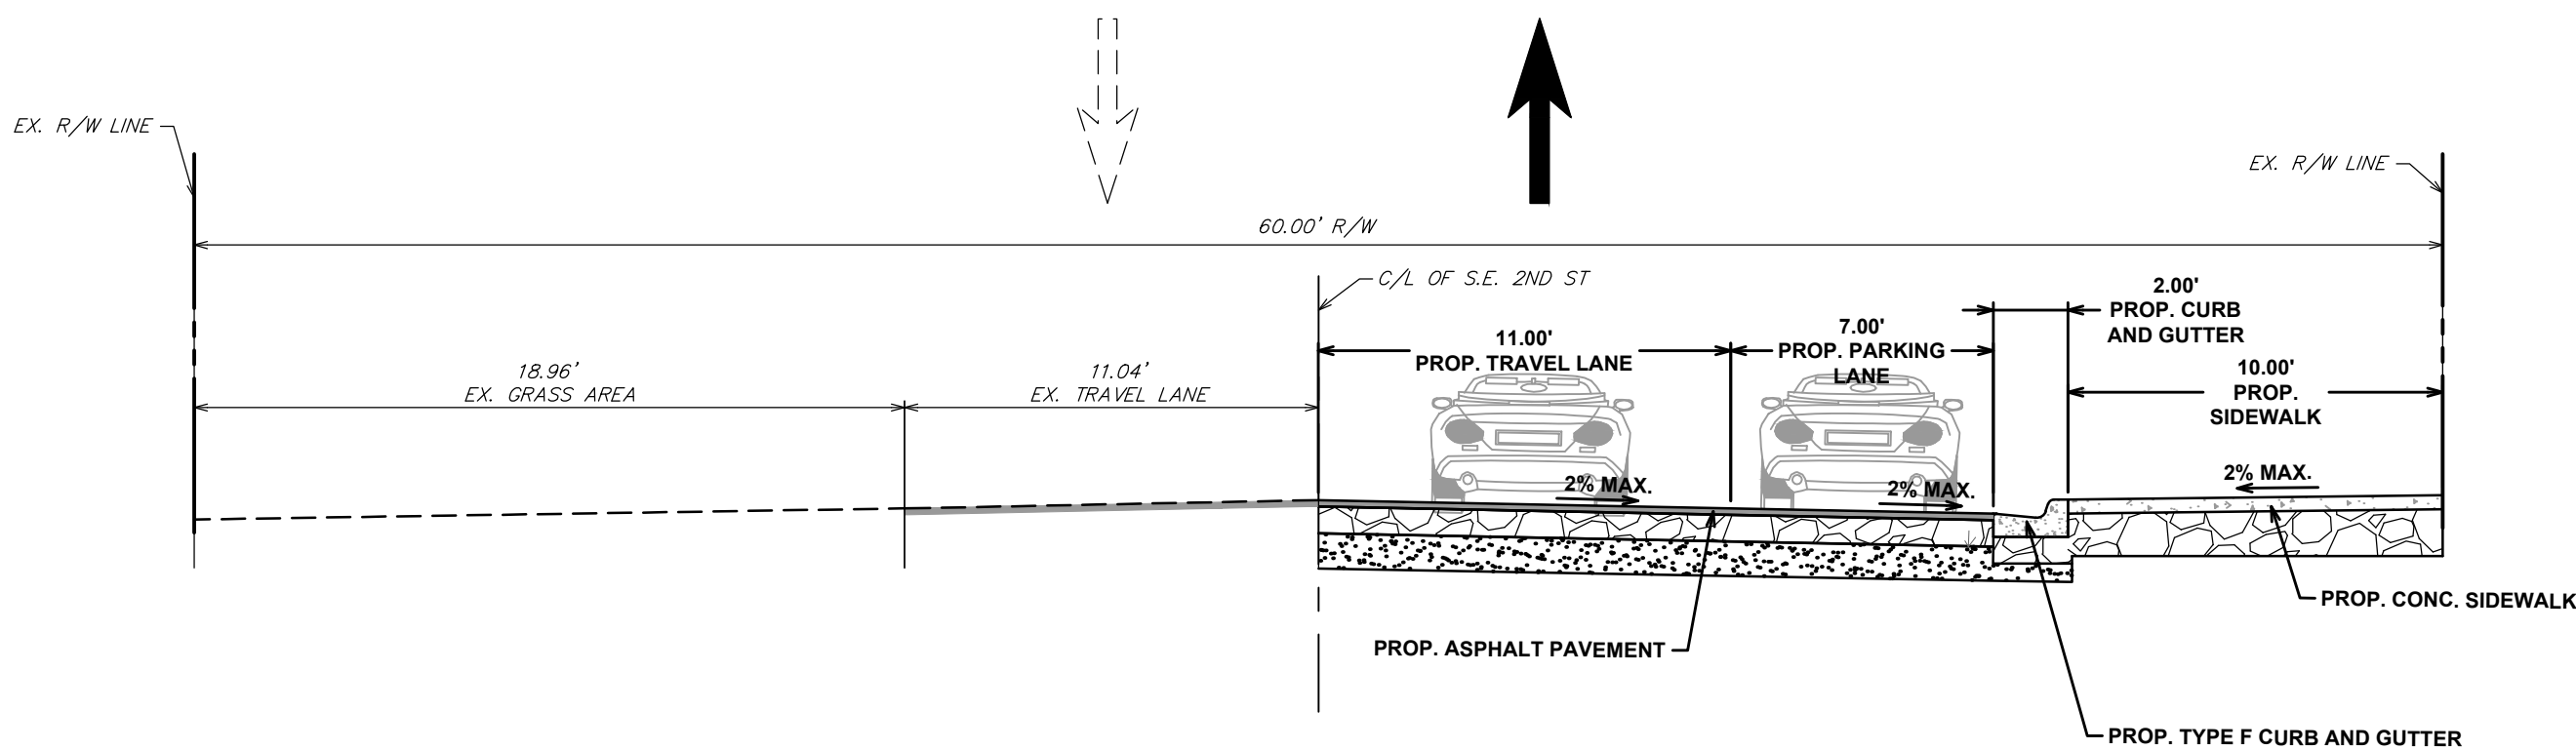 EX. R/W LINE
EX. R/W LINE
60.00' R/W
C/L OF S.E. 2ND ST
2.00'
PROP. CURB
AND GUTTER
11.00'
PROP. TRAVEL LANE
7.00'
PROP. PARKING
LANE
18.96'
EX. GRASS AREA
11.04'
EX. TRAVEL LANE
10.00'
PROP.
SIDEWALK
2% MAX.
2% MAX.
2% MAX.
PROP. CONC. SIDEWALK
PROP. ASPHALT PAVEMENT
PROP. TYPE F CURB AND GUTTER